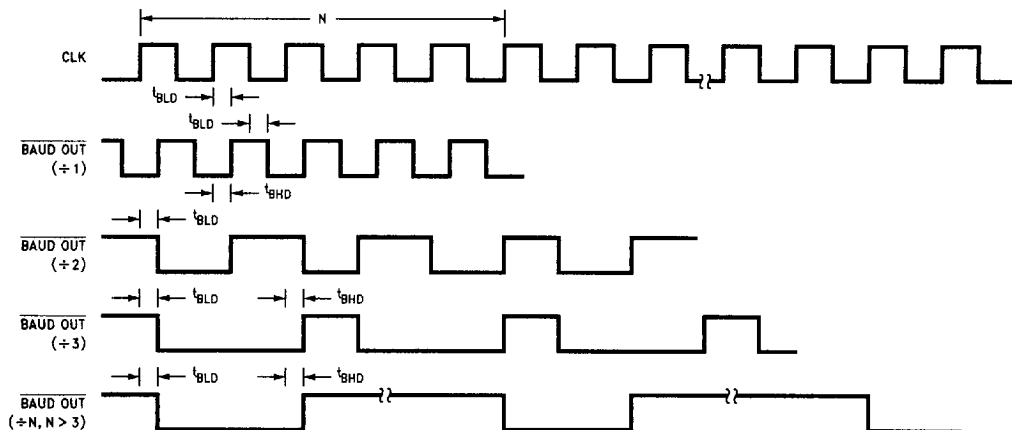 N
CLK
tBLD
tBLD
BAUD OUT
(÷1)
tBHD
tBLD
BAUD OUT
(÷2)
tBLD
tBHD
BAUD OUT
(÷3)
tBLD
tBHD
BAUD OUT
(÷N, N > 3)